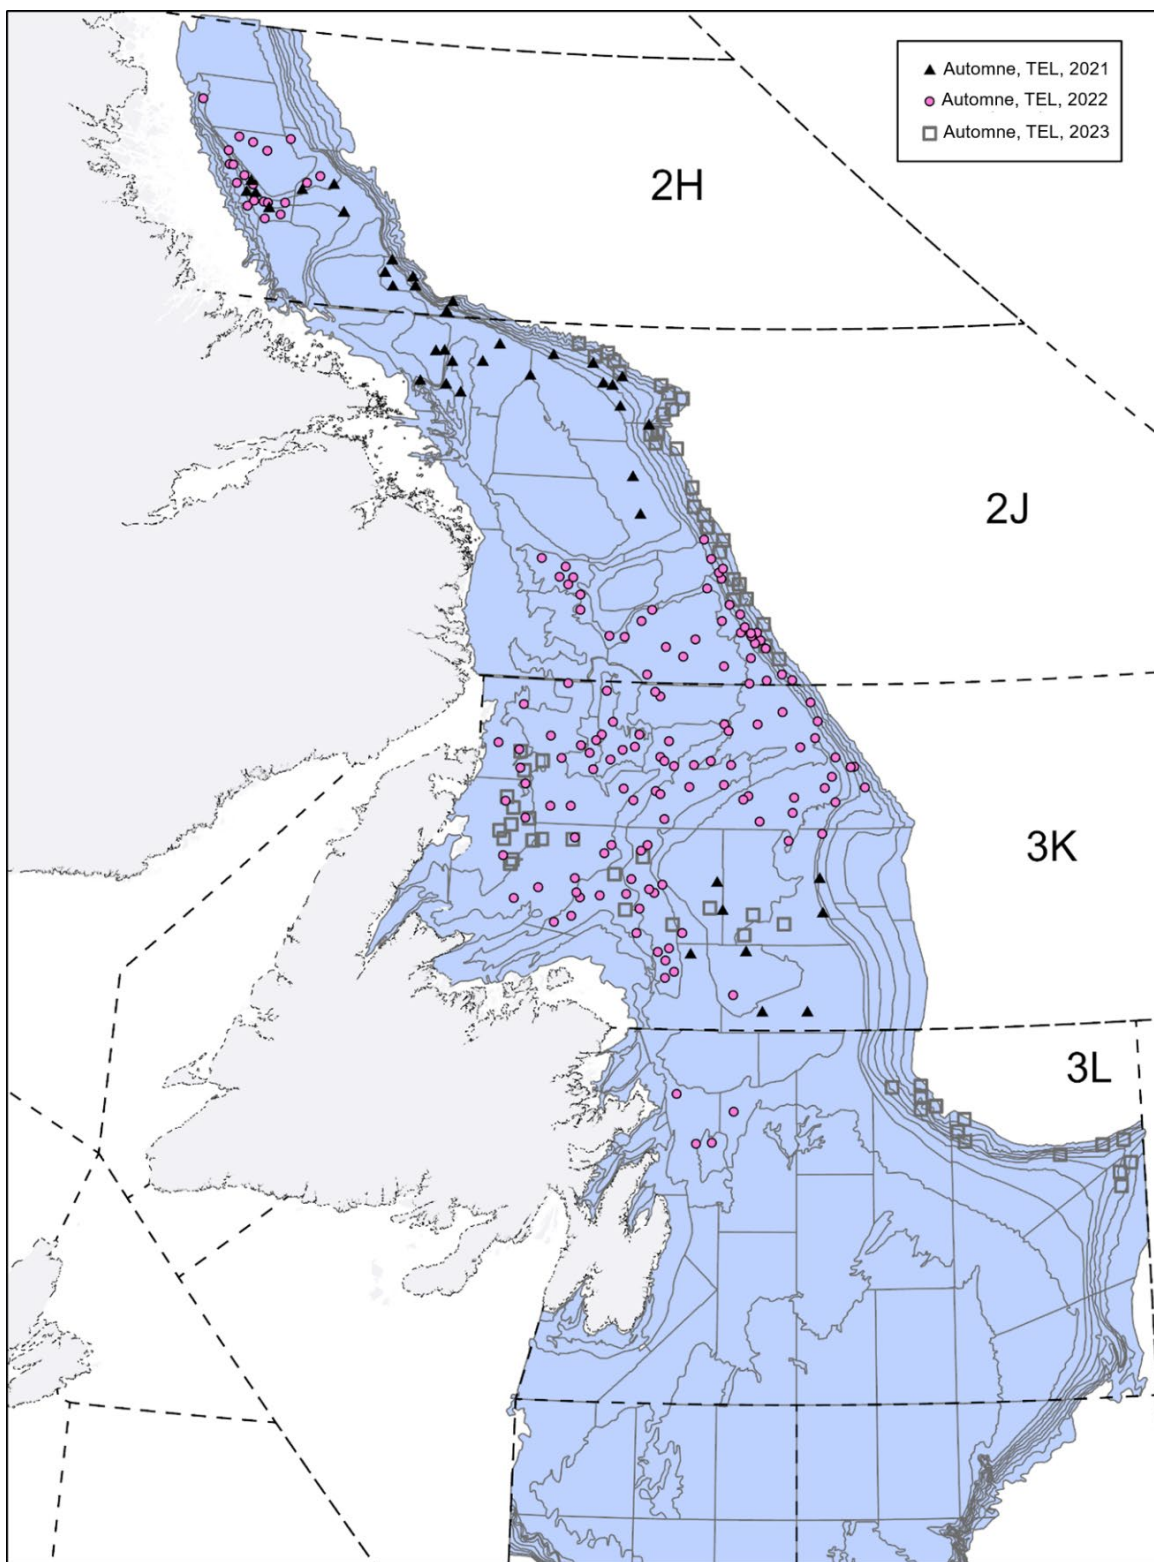 Automne, TEL, 2021
Automne, TEL, 2022
Automne, TEL, 2023
2H
2J
3K
3L